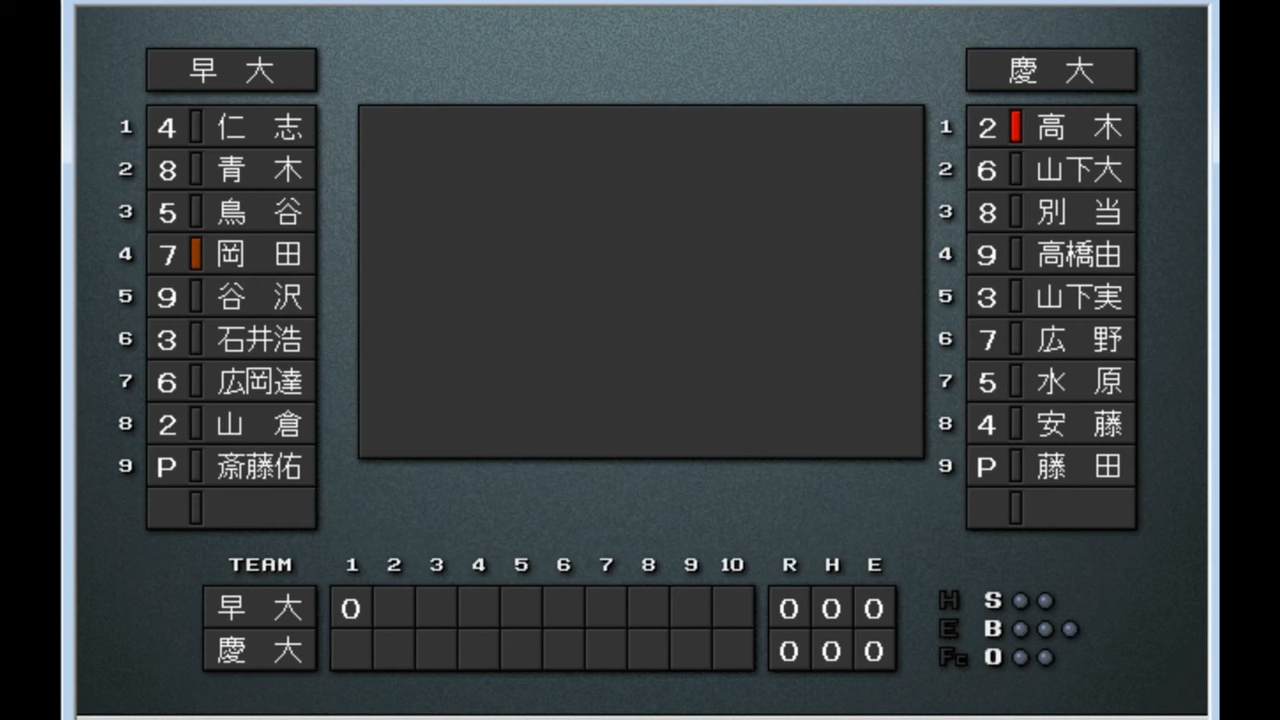 早 大
1 4 仁 志
2 8 青 木
3 5 鳥 谷
4 7 岡 田
5 9 谷 沢
6 3 石井浩
7 6 広岡達
8 2 山 倉
9 P 斎藤佑
慶 大
1 2 高 木
2 6 山下大
3 8 別 当
4 9 高橋由
5 3 山下実
6 7 広 野
7 5 水 原
8 4 安 藤
9 P 藤 田
TEAM 1 2 3 4 5 6 7 8 9 10 R H E
早 大 0 0 0 0
慶 大 0 0 0
H S
E B
Fc O